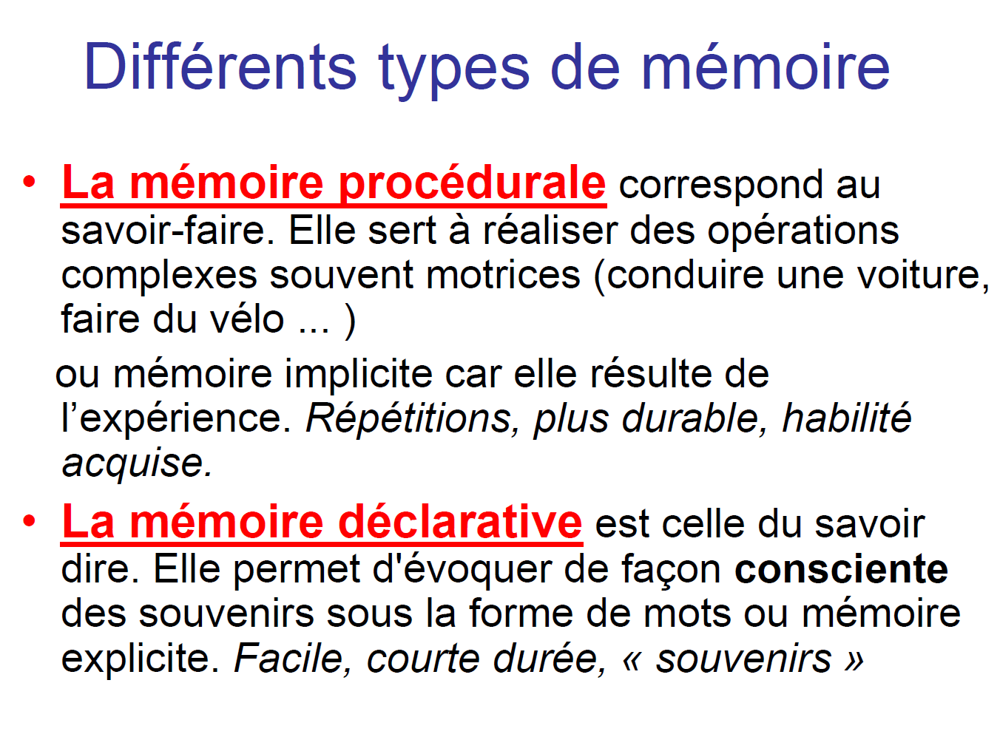 Différents types de mémoire
• La mémoire procédurale correspond au
savoir-faire. Elle sert à réaliser des opérations
complexes souvent motrices (conduire une voiture,
faire du vélo ... )
ou mémoire implicite car elle résulte de
l’expérience. Répétitions, plus durable, habilité
acquise.
• La mémoire déclarative est celle du savoir
dire. Elle permet d'évoquer de façon consciente
des souvenirs sous la forme de mots ou mémoire
explicite. Facile, courte durée, « souvenirs »